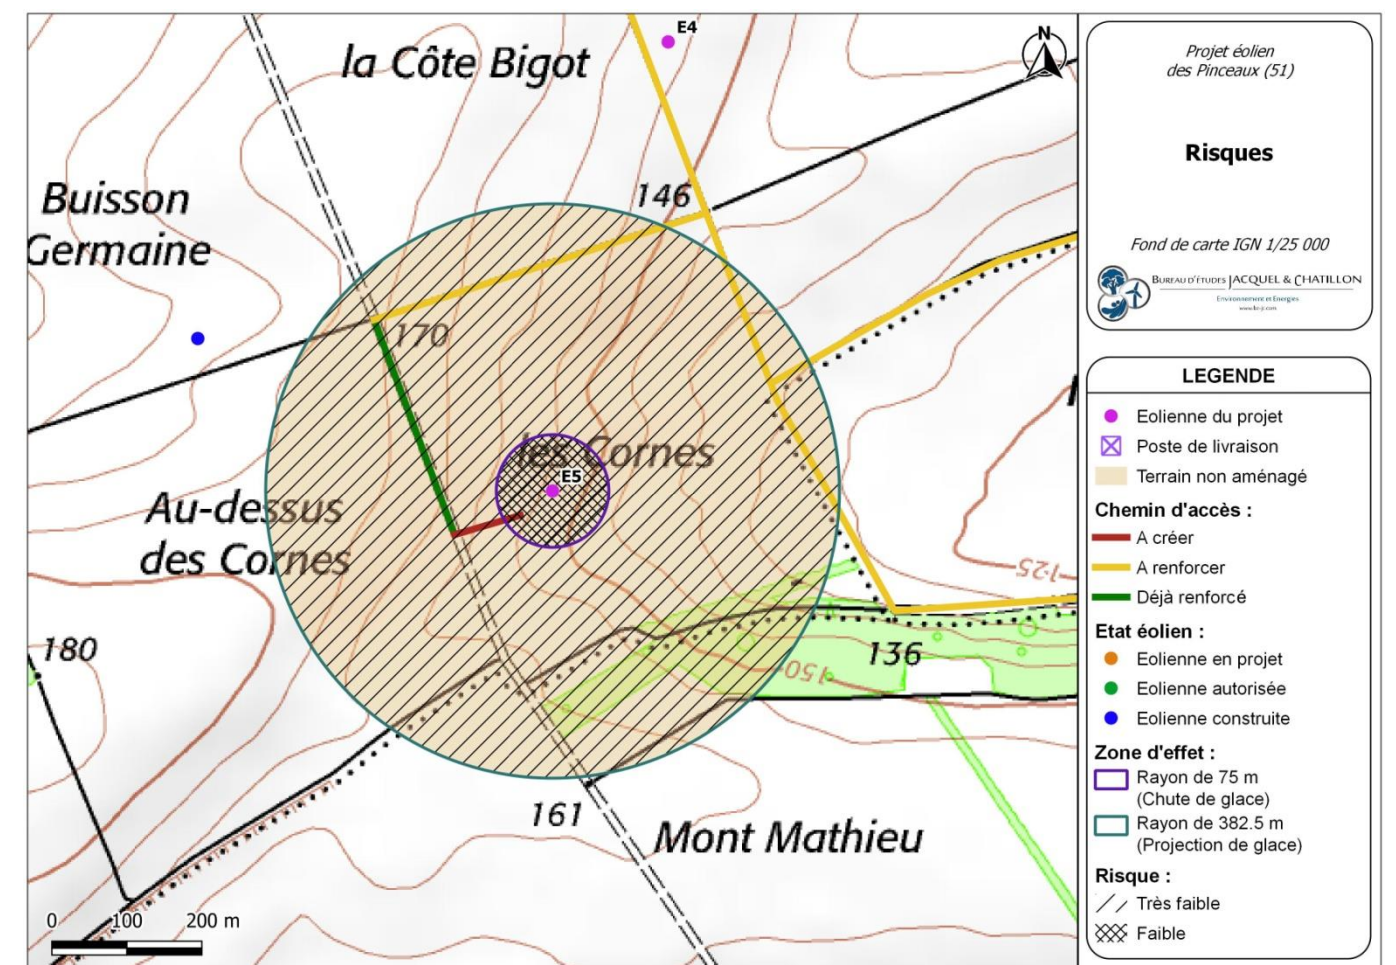 E4
N
la Côte Bigot
146
Buisson
Germaine
170
les Cornes
E5
Au-dessus
des Cornes
125
180
136
150
161
Mont Mathieu
0 100 200 m
Projet éolien
des Pinceaux (51)
Risques
Fond de carte IGN 1/25 000
BUREAU D'ÉTUDES JACQUEL & CHATILLON
Environnement et Energies
LEGENDE
Eolienne du projet
Poste de livraison
Terrain non aménagé
Chemin d'accès :
A créer
A renforcer
Déjà renforcé
Etat éolien :
Eolienne en projet
Eolienne autorisée
Eolienne construite
Zone d'effet :
Rayon de 75 m
(Chute de glace)
Rayon de 382.5 m
(Projection de glace)
Risque :
Très faible
Faible